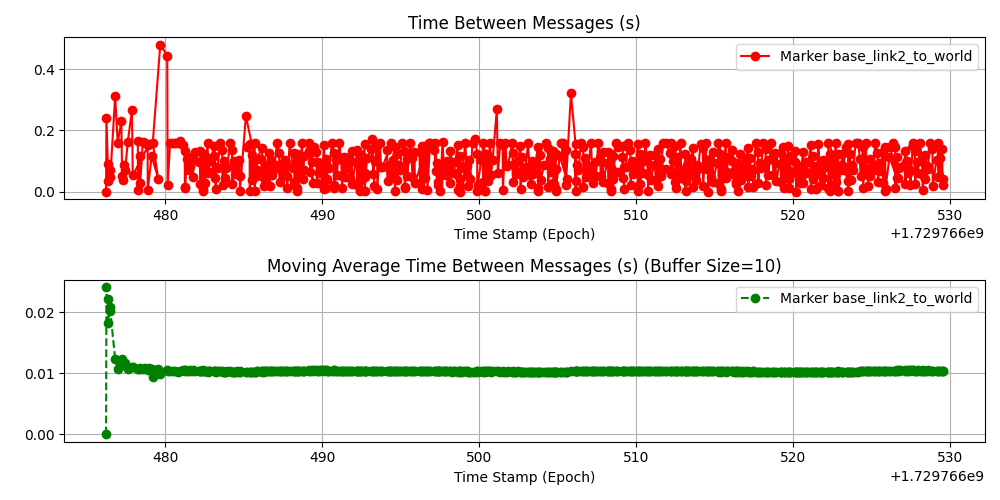 Time Between Messages (s)
Marker base_link2_to_world
0.4
0.2
0.0
480 490 500 510 520 530
Time Stamp (Epoch)
+1.729766e9
Moving Average Time Between Messages (s) (Buffer Size=10)
Marker base_link2_to_world
0.02
0.01
0.00
480 490 500 510 520 530
Time Stamp (Epoch)
+1.729766e9